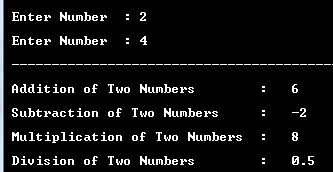 Enter Number : 2
Enter Number : 4
----------------------------------------
Addition of Two Numbers : 6
Subtraction of Two Numbers : -2
Multiplication of Two Numbers : 8
Division of Two Numbers : 0.5